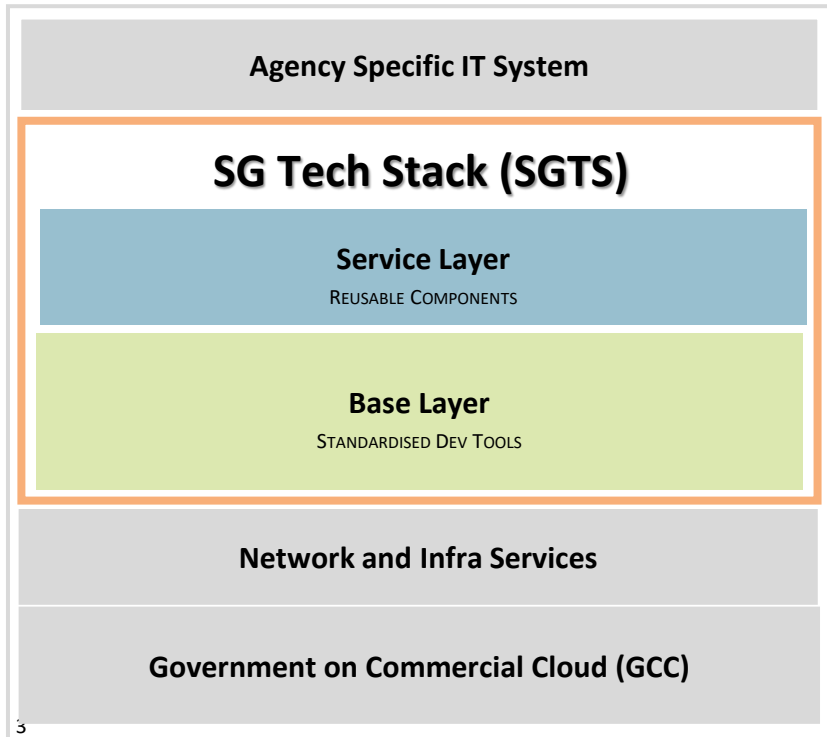 Agency Specific IT System
SG Tech Stack (SGTS)
Service Layer
REUSABLE COMPONENTS
Base Layer
STANDARDISED DEV TOOLS
Network and Infra Services
Government on Commercial Cloud (GCC)
3